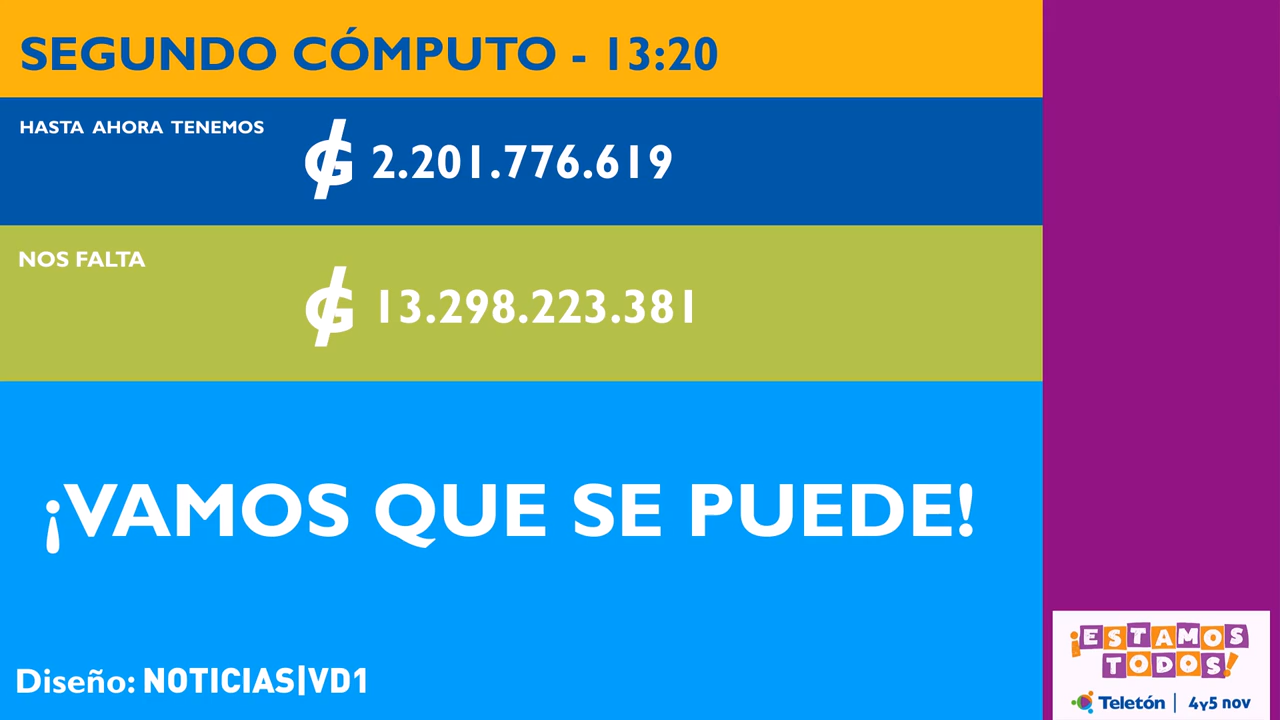 SEGUNDO CÓMPUTO - 13:20
HASTA AHORA TENEMOS
₲ 2.201.776.619
NOS FALTA
₲ 13.298.223.381
¡VAMOS QUE SE PUEDE!
Diseño: NOTICIAS|VD1
¡ESTAMOS
TODOS!
Teletón | 4y5 nov